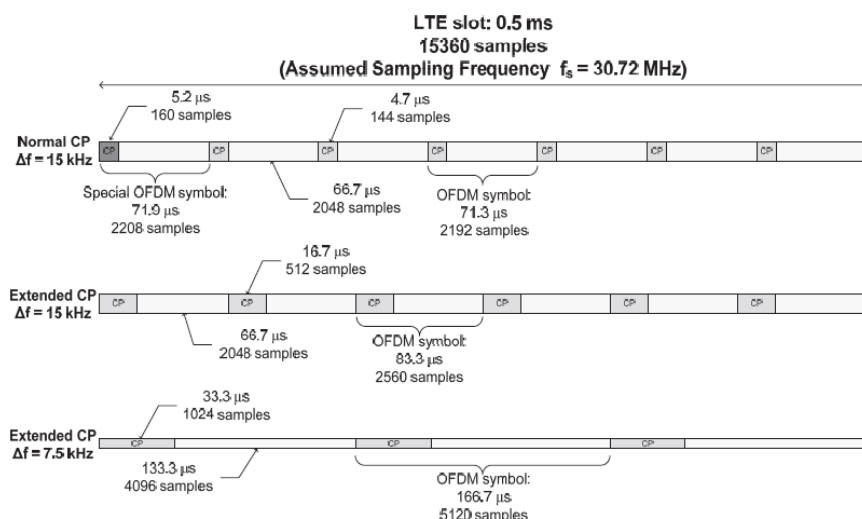 LTE slot: 0.5 ms
15360 samples
(Assumed Sampling Frequency fs = 30.72 MHz)
5.2 μs
160 samples
4.7 μs
144 samples
Normal CP
Δf = 15 kHz
CP CP CP CP CP CP CP
Special OFDM symbol:
71.9 μs
2208 samples
66.7 μs
2048 samples
OFDM symbol:
71.3 μs
2192 samples
16.7 μs
512 samples
Extended CP
Δf = 15 kHz
CP CP CP CP CP CP
66.7 μs
2048 samples
OFDM symbol:
83.3 μs
2560 samples
33.3 μs
1024 samples
Extended CP
Δf = 7.5 kHz
CP CP CP
133.3 μs
4096 samples
OFDM symbol:
166.7 μs
5120 samples